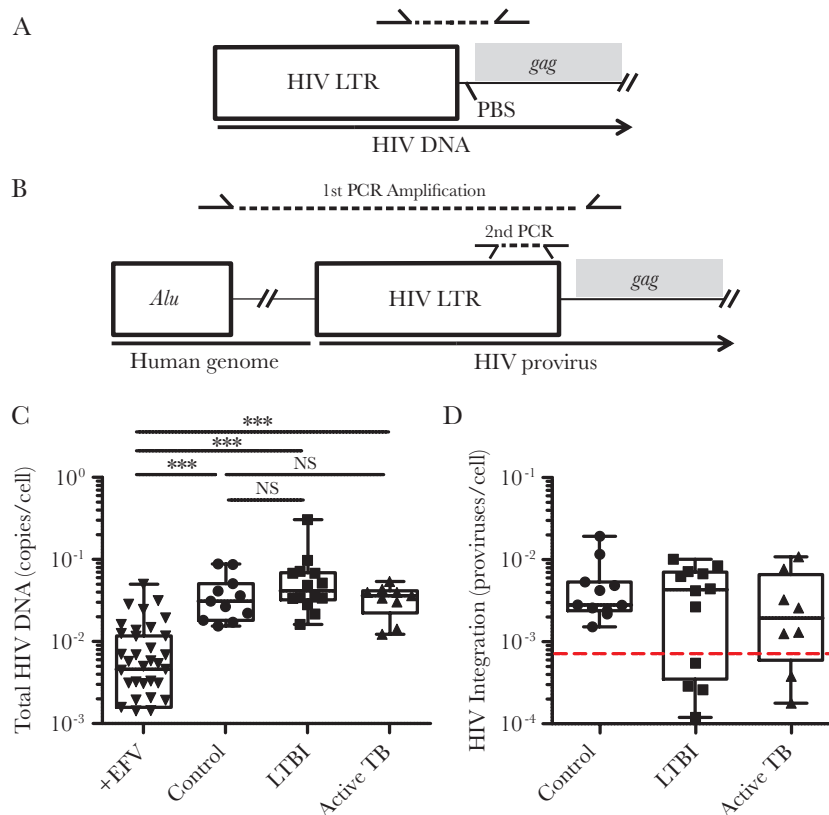 A
HIV LTR
gag
PBS
HIV DNA
B
1st PCR Amplification
2nd PCR
Alu
HIV LTR
gag
Human genome
HIV provirus
C
***
***
***
NS
NS
Total HIV DNA (copies/cell)
10⁰
10⁻¹
10⁻²
10⁻³
+EFV
Control
LTBI
Active TB
D
HIV Integration (proviruses/cell)
10⁻¹
10⁻²
10⁻³
10⁻⁴
Control
LTBI
Active TB